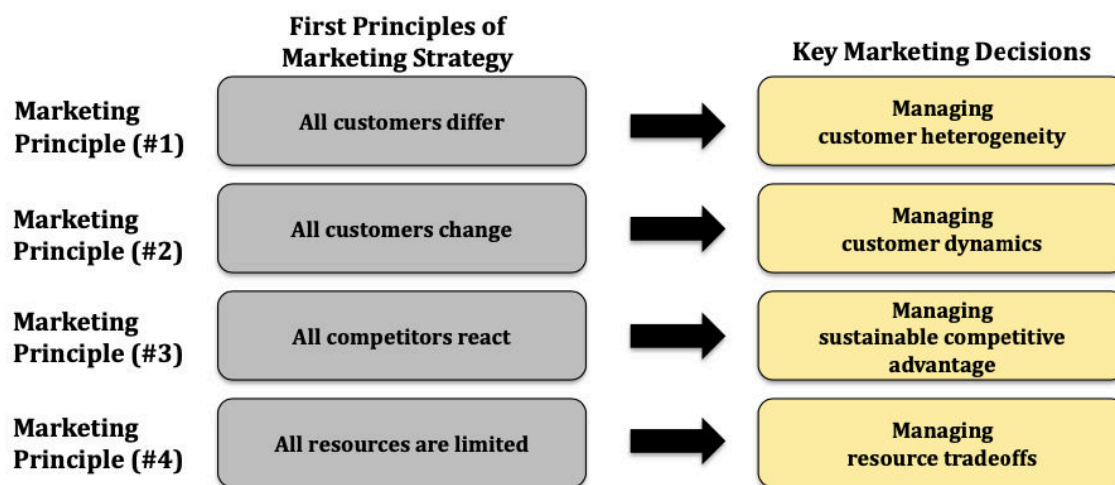 First Principles of
Marketing Strategy
Key Marketing Decisions
Marketing
Principle (#1)
All customers differ
Managing
customer heterogeneity
Marketing
Principle (#2)
All customers change
Managing
customer dynamics
Marketing
Principle (#3)
All competitors react
Managing
sustainable competitive
advantage
Marketing
Principle (#4)
All resources are limited
Managing
resource tradeoffs